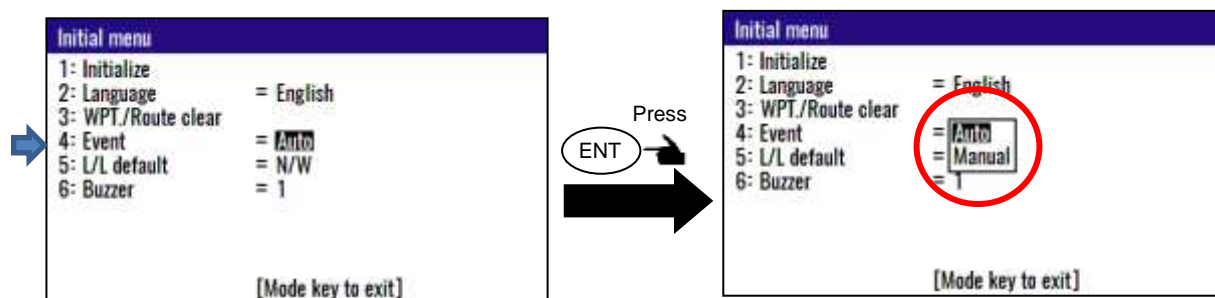 Initial menu
1: Initialize
2: Language = English
3: WPT./Route clear
4: Event = Auto
5: L/L default = N/W
6: Buzzer = 1
[Mode key to exit]
Press
ENT
Initial menu
1: Initialize
2: Language = English
3: WPT./Route clear
4: Event = Auto
5: L/L default = Manual
6: Buzzer = 1
[Mode key to exit]